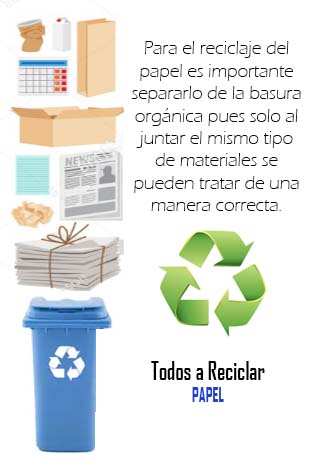 Para el reciclaje del
papel es importante
separarlo de la basura
orgánica pues solo al
juntar el mismo tipo
de materiales se
pueden tratar de una
manera correcta.
NEWS
Todos a Reciclar
PAPEL